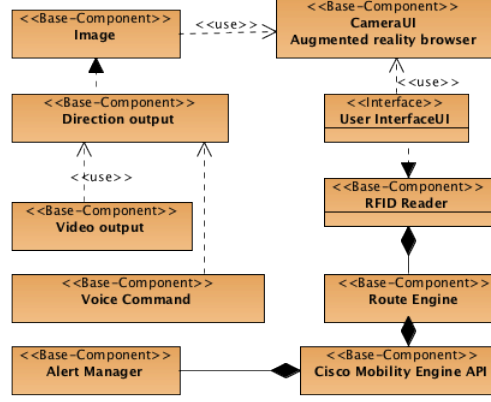 <<Base-Component>>
Image
<<use>>
<<Base-Component>>
CameraUI
Augmented reality browser
<<use>>
<<Base-Component>>
Direction output
<<Interface>>
User InterfaceUI
<<use>>
<<Base-Component>>
RFID Reader
<<Base-Component>>
Video output
<<Base-Component>>
Voice Command
<<Base-Component>>
Route Engine
<<Base-Component>>
Alert Manager
<<Base-Component>>
Cisco Mobility Engine API